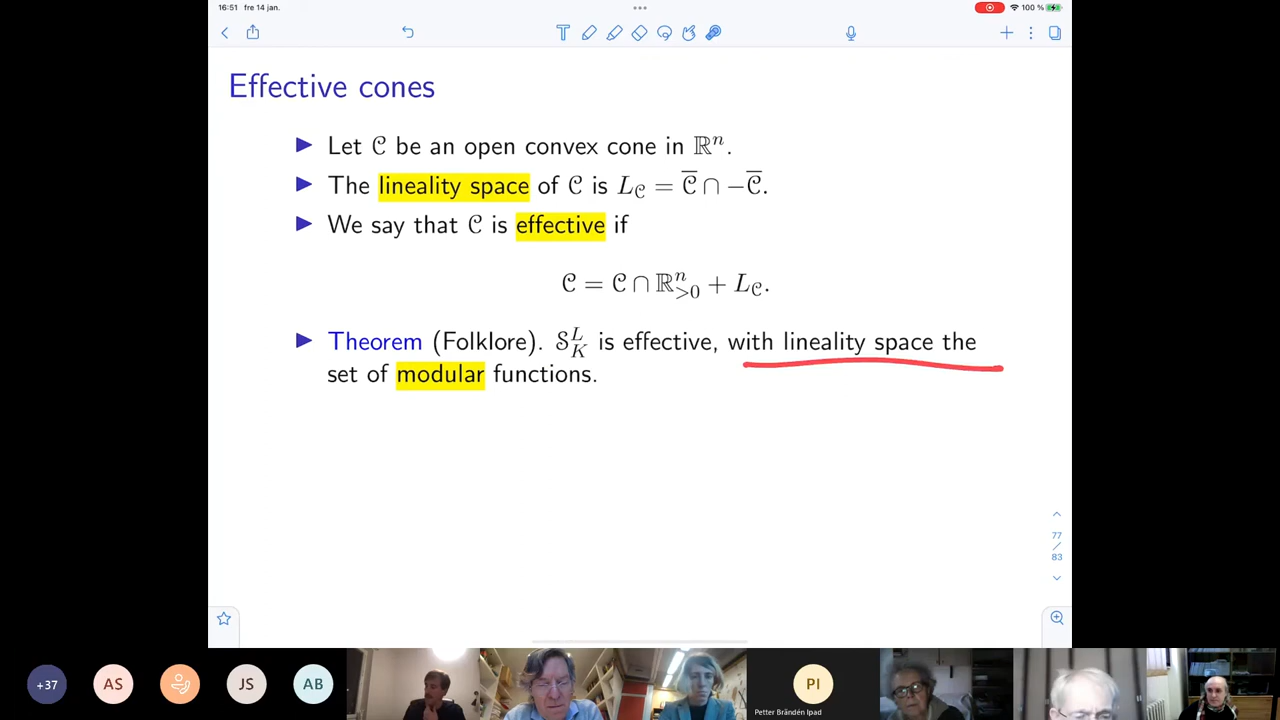 16:51 fre 14 jan.
100 %
Effective cones
Let 𝒞 be an open convex cone in ℝⁿ.
The lineality space of 𝒞 is L_𝒞 = 𝒞̅ ∩ −𝒞̅.
We say that 𝒞 is effective if
𝒞 = 𝒞 ∩ ℝⁿ_{>0} + L_𝒞.
Theorem (Folklore). 𝒮_K^L is effective, with lineality space the
set of modular functions.
77
/
83
+37
AS
JS
AB
PI
Petter Brändén Ipad